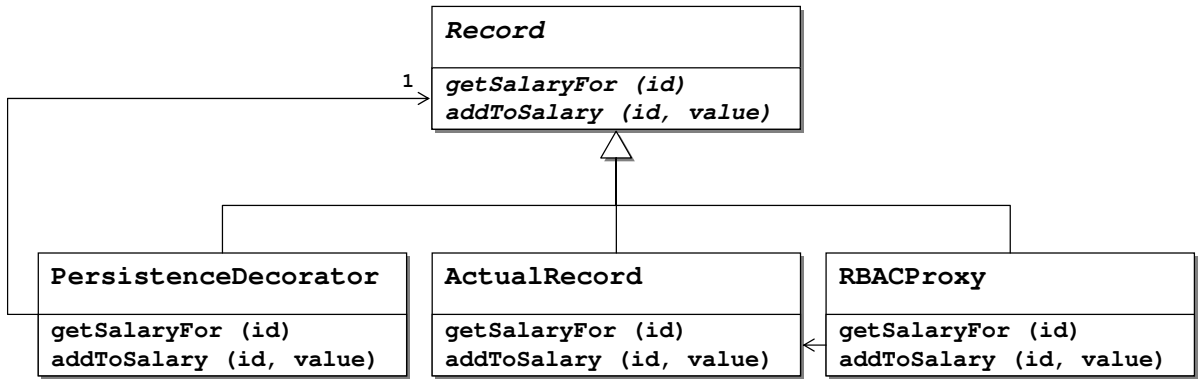 Record
getSalaryFor (id)
addToSalary (id, value)
1
PersistenceDecorator
getSalaryFor (id)
addToSalary (id, value)
ActualRecord
getSalaryFor (id)
addToSalary (id, value)
RBACProxy
getSalaryFor (id)
addToSalary (id, value)